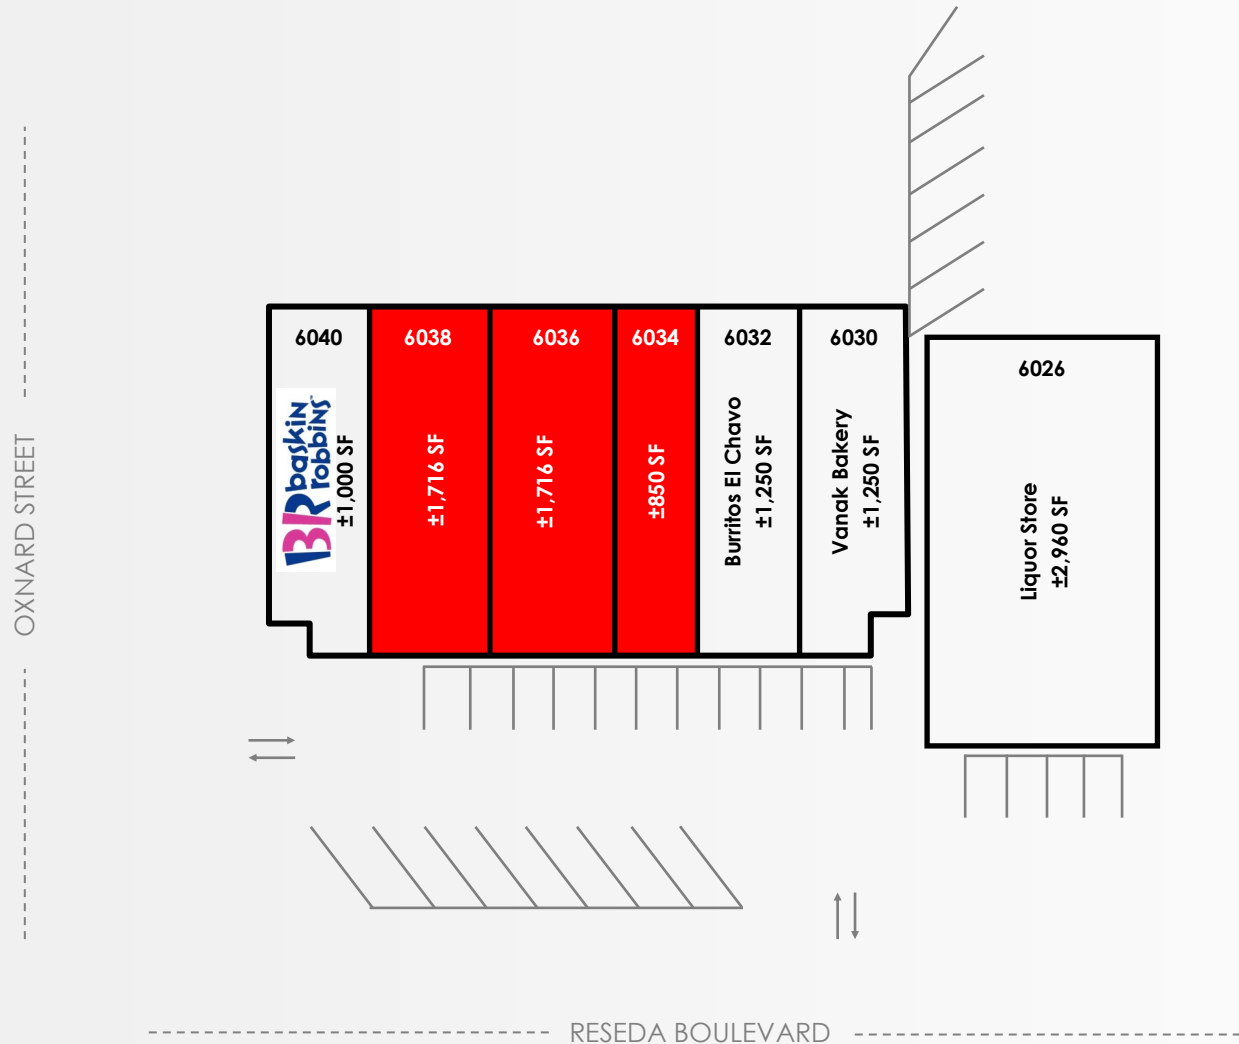 OXNARD STREET
6040
BR baskin
robbins
±1,000 SF
6038
±1,716 SF
6036
±1,716 SF
6034
±850 SF
6032
Burritos El Chavo
±1,250 SF
6030
Vanak Bakery
±1,250 SF
6026
Liquor Store
±2,960 SF
RESEDA BOULEVARD